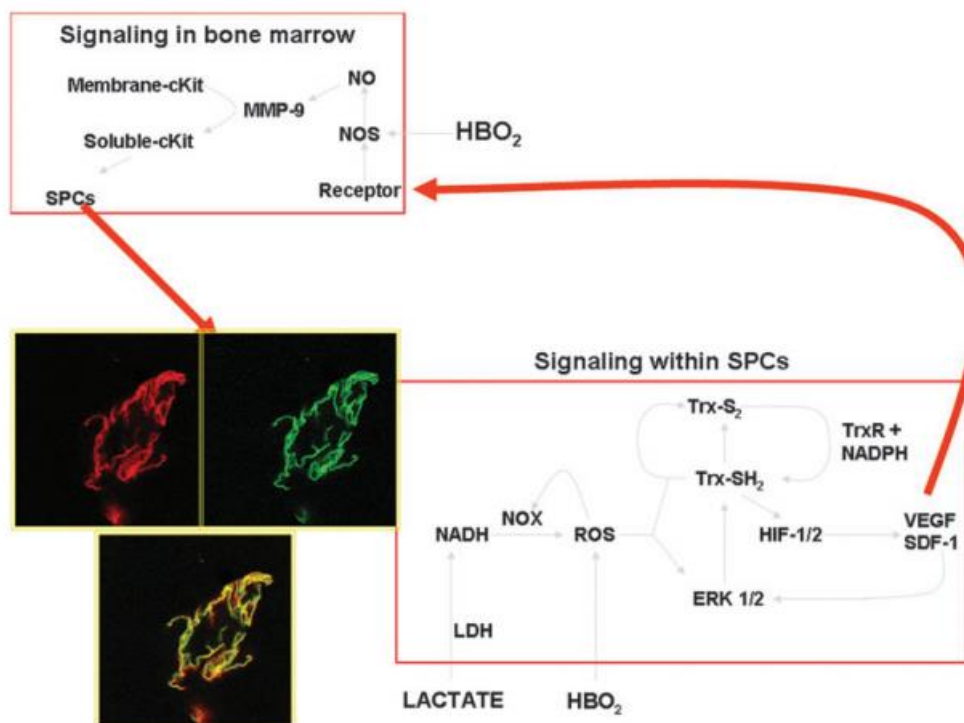 Signaling in bone marrow
Membrane-cKit
NO
MMP-9
Soluble-cKit
NOS
HBO₂
SPCs
Receptor
Signaling within SPCs
Trx-S₂
TrxR +
NADPH
Trx-SH₂
NOX
NADH
ROS
HIF-1/2
VEGF
SDF-1
ERK 1/2
LDH
LACTATE
HBO₂